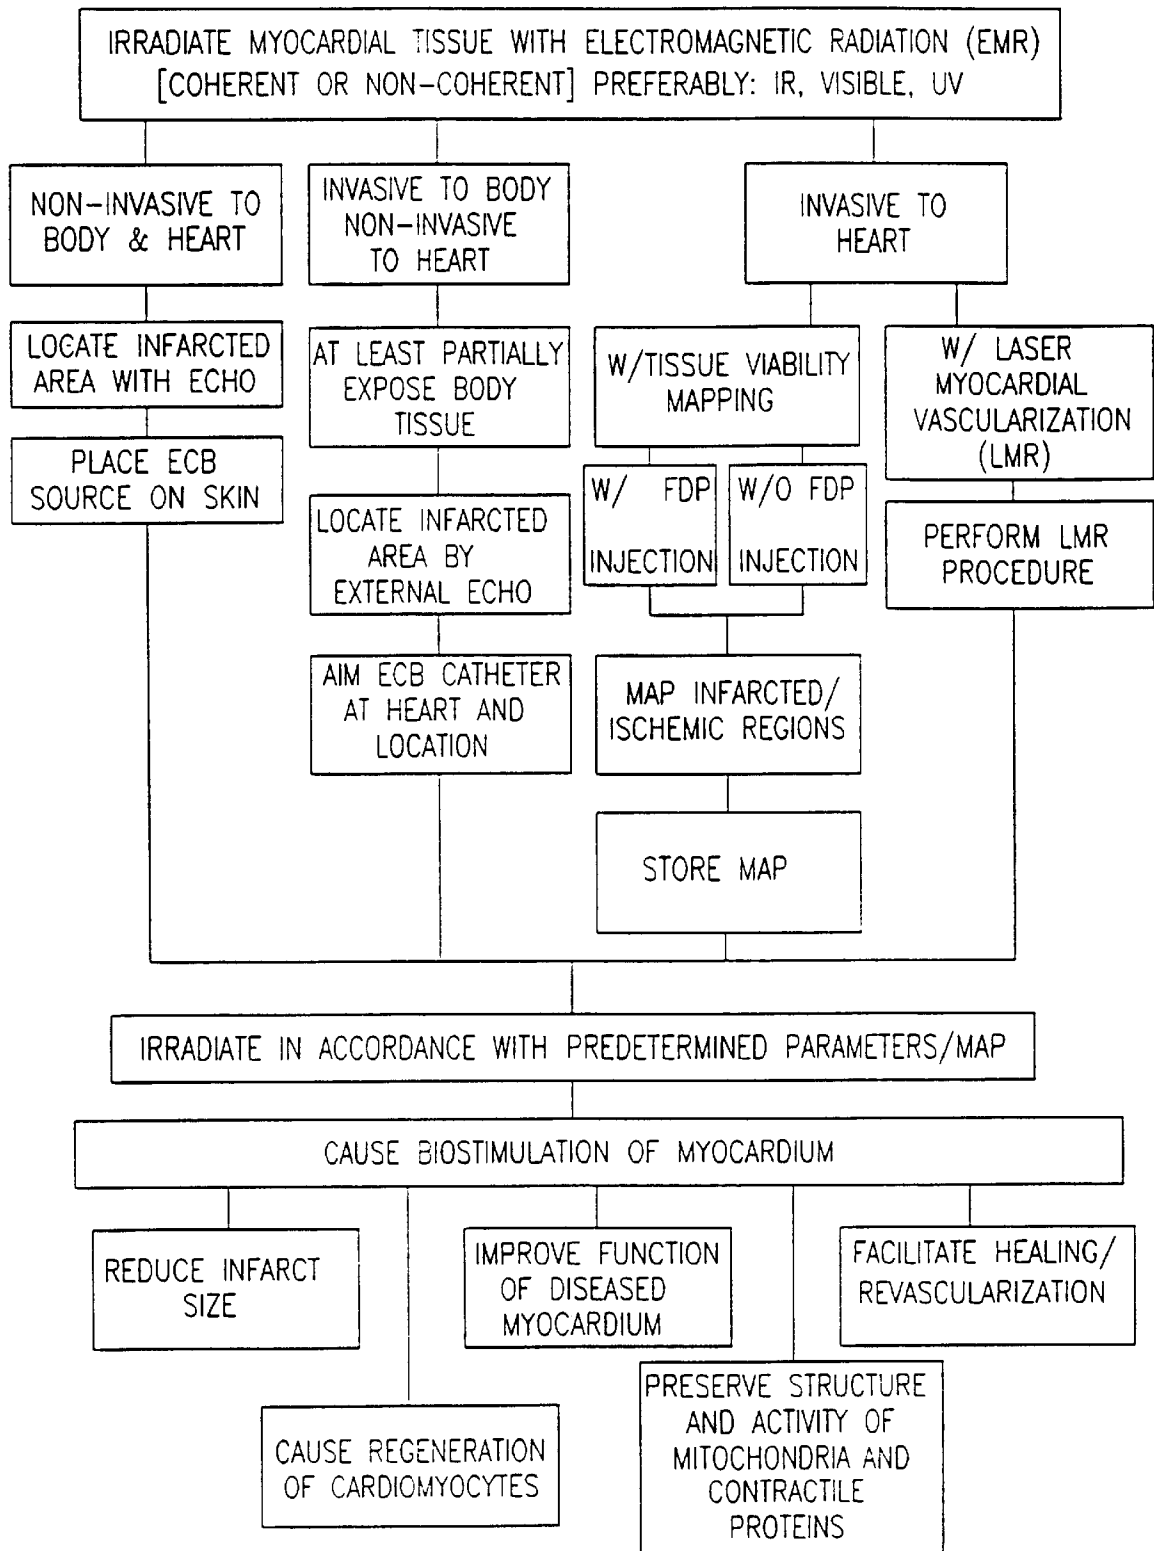 IRRADIATE MYOCARDIAL TISSUE WITH ELECTROMAGNETIC RADIATION (EMR)
[COHERENT OR NON-COHERENT] PREFERABLY: IR, VISIBLE, UV
NON-INVASIVE TO
BODY & HEART
INVASIVE TO BODY
NON-INVASIVE
TO HEART
INVASIVE TO
HEART
LOCATE INFARCTED
AREA WITH ECHO
AT LEAST PARTIALLY
EXPOSE BODY
TISSUE
W/TISSUE VIABILITY
MAPPING
W/ LASER
MYOCARDIAL
VASCULARIZATION
(LMR)
PLACE ECB
SOURCE ON SKIN
LOCATE INFARCTED
AREA BY
EXTERNAL ECHO
W/ FDP
INJECTION
W/O FDP
INJECTION
PERFORM LMR
PROCEDURE
AIM ECB CATHETER
AT HEART AND
LOCATION
MAP INFARCTED/
ISCHEMIC REGIONS
STORE MAP
IRRADIATE IN ACCORDANCE WITH PREDETERMINED PARAMETERS/MAP
CAUSE BIOSTIMULATION OF MYOCARDIUM
REDUCE INFARCT
SIZE
IMPROVE FUNCTION
OF DISEASED
MYOCARDIUM
FACILITATE HEALING/
REVASCULARIZATION
CAUSE REGENERATION
OF CARDIOMYOCYTES
PRESERVE STRUCTURE
AND ACTIVITY OF
MITOCHONDRIA AND
CONTRACTILE
PROTEINS